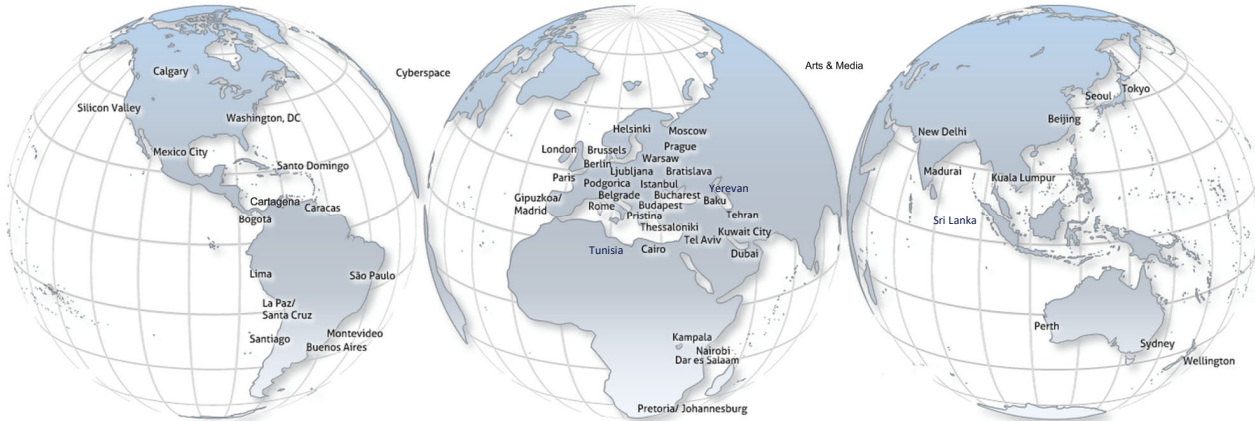 Calgary
Silicon Valley
Washington, DC
Mexico City
Santo Domingo
Cartagena
Caracas
Bogotá
Lima
São Paulo
La Paz/
Santa Cruz
Montevideo
Santiago
Buenos Aires
Cyberspace
Helsinki
Moscow
London
Brussels
Prague
Berlin
Warsaw
Paris
Ljubljana
Bratislava
Podgorica
Istanbul
Yerevan
Gipuzkoa/
Madrid
Belgrade
Bucharest
Baku
Rome
Budapest
Pristina
Tehran
Thessaloniki
Kuwait City
Tunisia
Cairo
Tel Aviv
Dubai
Kampala
Nairobi
Dar es Salaam
Pretoria/ Johannesburg
Arts & Media
Seoul
Tokyo
Beijing
New Delhi
Madurai
Kuala Lumpur
Sri Lanka
Perth
Sydney
Wellington